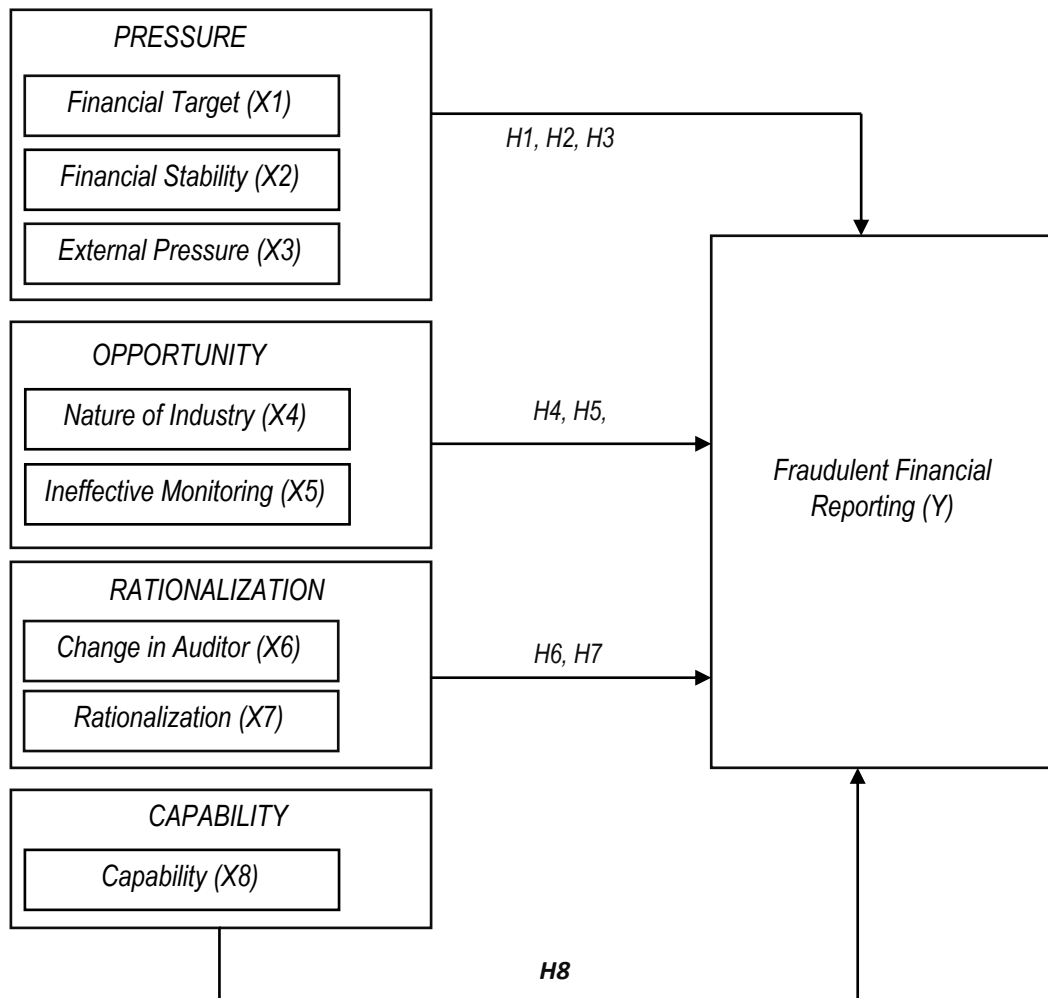 PRESSURE
Financial Target (X1)
Financial Stability (X2)
External Pressure (X3)
H1, H2, H3
OPPORTUNITY
Nature of Industry (X4)
Ineffective Monitoring (X5)
H4, H5,
Fraudulent Financial
Reporting (Y)
RATIONALIZATION
Change in Auditor (X6)
Rationalization (X7)
H6, H7
CAPABILITY
Capability (X8)
H8